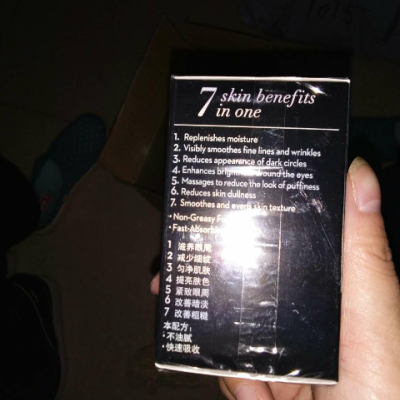 7 skin benefits
in one
1. Replenishes moisture
2. Visibly smoothes fine lines and wrinkles
3. Reduces appearance of dark circles
4. Enhances around the eyes
5. Massages to reduce the look of puffiness
6. Reduces skin dullness
7. Smoothes and evens skin texture
• Non-Greasy
• Fast-Absorbing
1 滋养眼周
2 减少细纹
3 匀净肌肤
4 提亮肤色
5 紧致眼周
6 改善暗淡
7 改善粗糙
本配方：
• 不油腻
• 快速吸收